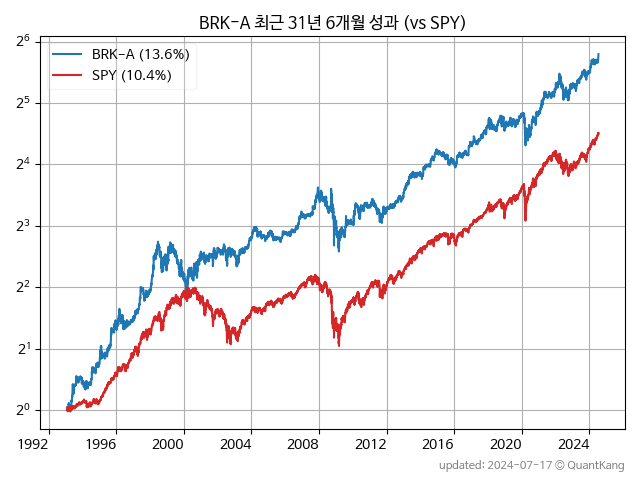 BRK-A 최근 31년 6개월 성과 (vs SPY)
2⁶
BRK-A (13.6%)
SPY (10.4%)
2⁵
2⁴
2³
2²
2¹
2⁰
1992 1996 2000 2004 2008 2012 2016 2020 2024
updated: 2024-07-17 © QuantKang